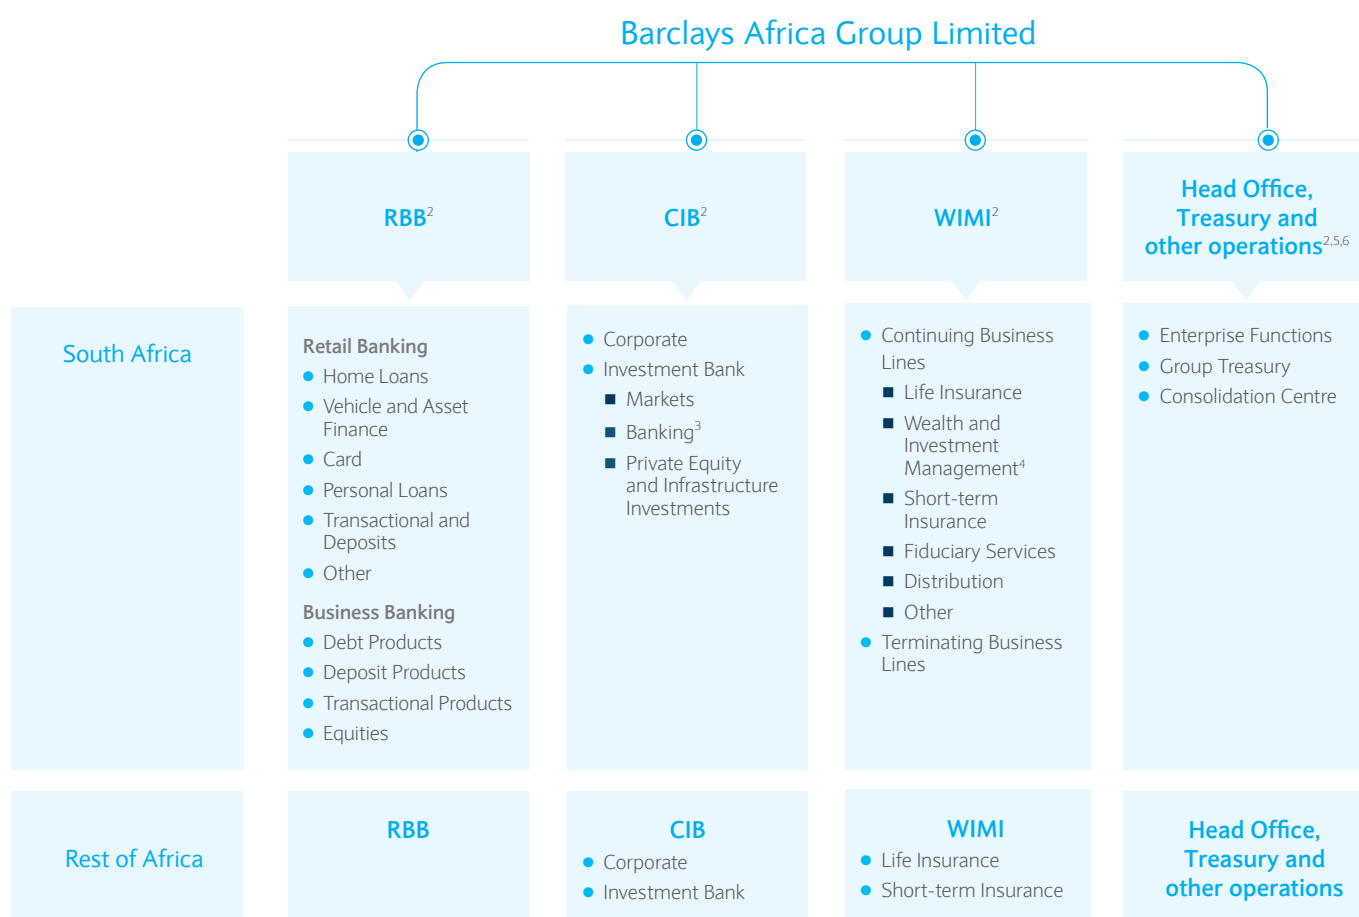 Barclays Africa Group Limited
RBB2
CIB2
WIMI2
Head Office,
Treasury and
other operations2,5,6
South Africa
Retail Banking
Home Loans
Vehicle and Asset
Finance
Card
Personal Loans
Transactional and
Deposits
Other
Business Banking
Debt Products
Deposit Products
Transactional Products
Equities
Corporate
Investment Bank
Markets
Banking3
Private Equity
and Infrastructure
Investments
Continuing Business
Lines
Life Insurance
Wealth and
Investment
Management4
Short-term
Insurance
Fiduciary Services
Distribution
Other
Terminating Business
Lines
Enterprise Functions
Group Treasury
Consolidation Centre
Rest of Africa
RBB
CIB
Corporate
Investment Bank
WIMI
Life Insurance
Short-term Insurance
Head Office,
Treasury and
other operations